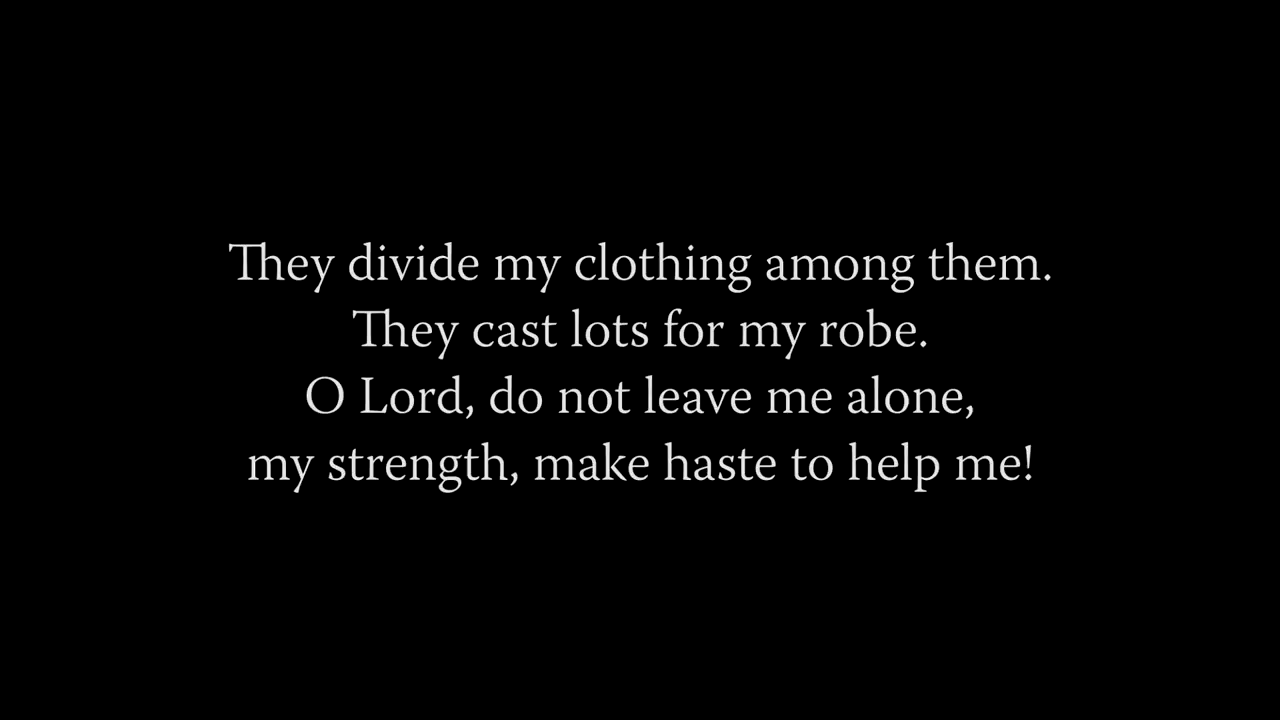 They divide my clothing among them.
They cast lots for my robe.
O Lord, do not leave me alone,
my strength, make haste to help me!